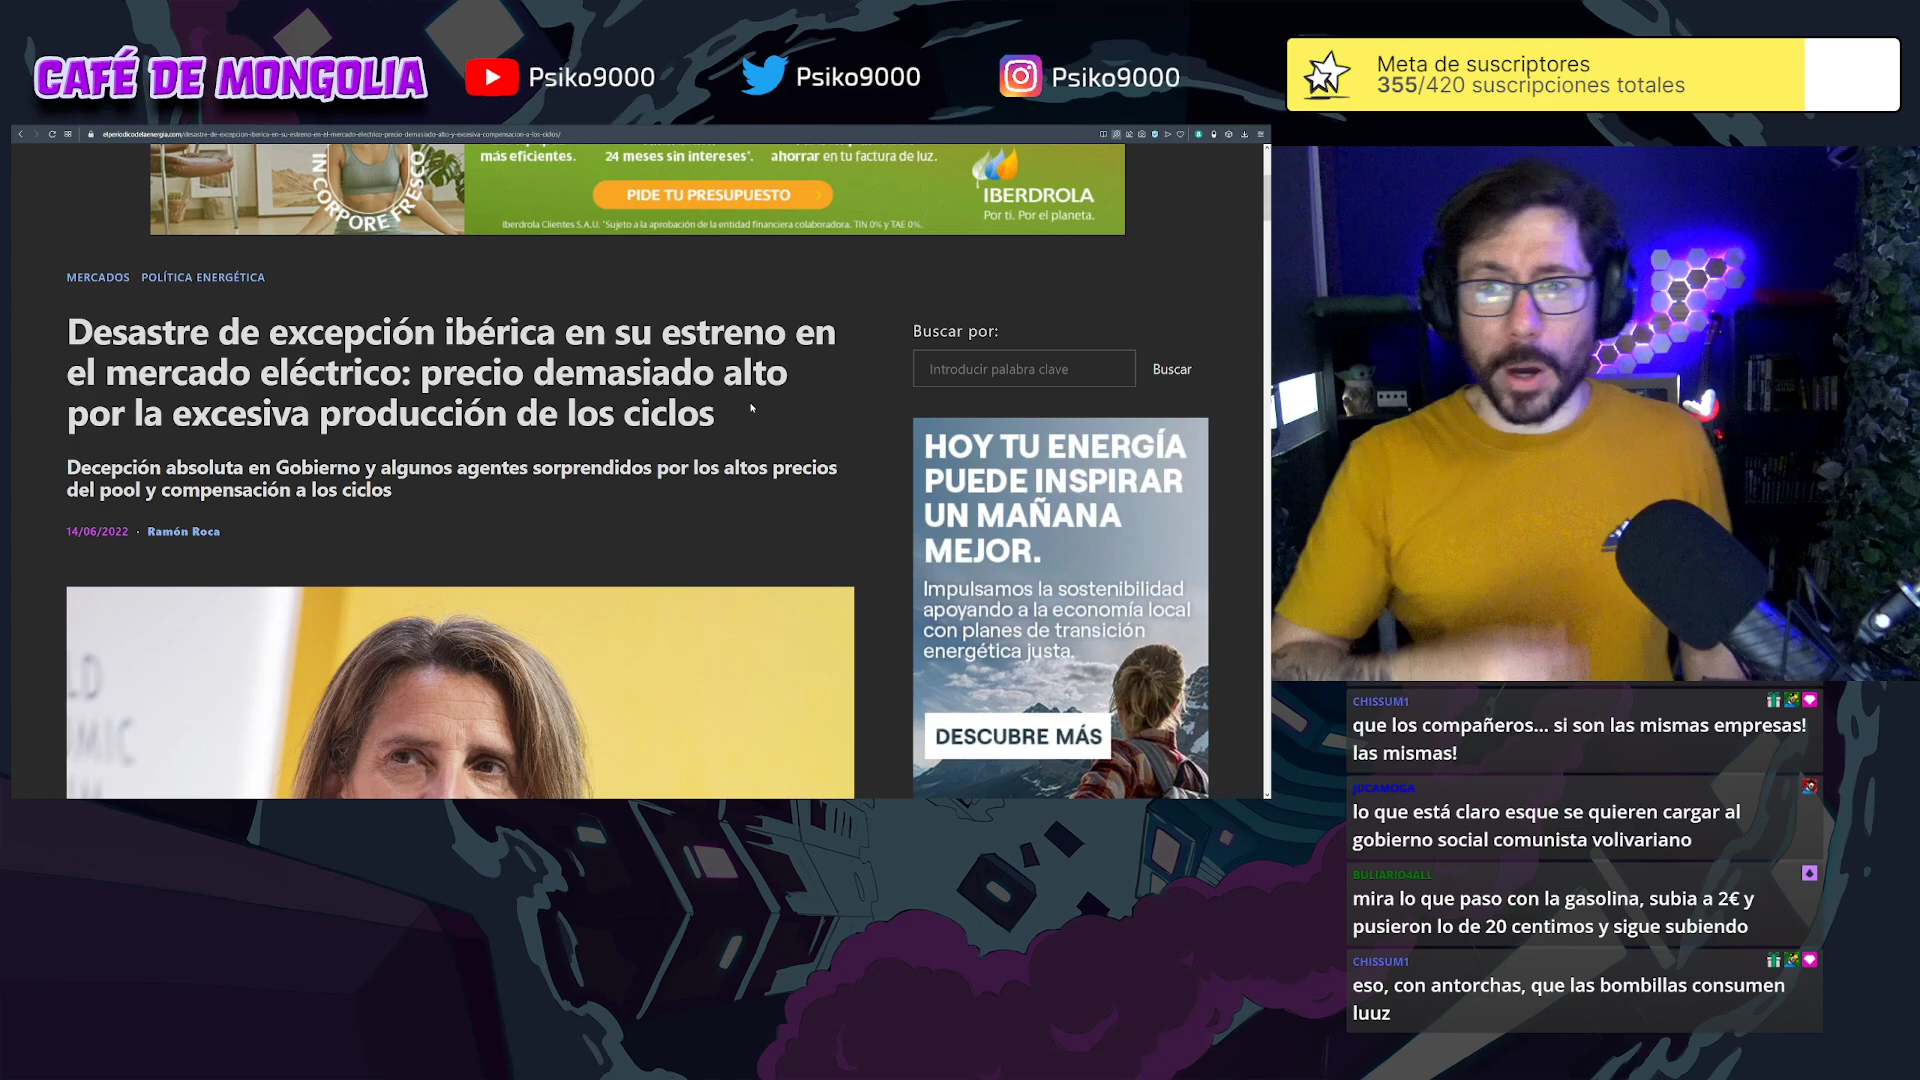 CAFÉ DE MONGOLIA
Psiko9000
Psiko9000
Psiko9000
Meta de suscriptores
355/420 suscripciones totales
elperiodicodelaenergia.com/desastre-de-excepcion-iberica-en-su-estreno-en-el-mercado-electrico-precio-demasiado-alto-y-excesiva-compensacion-a-los-ciclos/
INCORPORE FRESCO
más eficientes.
24 meses sin intereses*.
ahorrar en tu factura de luz.
PIDE TU PRESUPUESTO
IBERDROLA
Por ti. Por el planeta.
Iberdrola Clientes S.A.U. *Sujeto a la aprobación de la entidad financiera colaboradora. TIN 0% y TAE 0%.
MERCADOS POLÍTICA ENERGÉTICA
Desastre de excepción ibérica en su estreno en
el mercado eléctrico: precio demasiado alto
por la excesiva producción de los ciclos
Decepción absoluta en Gobierno y algunos agentes sorprendidos por los altos precios
del pool y compensación a los ciclos
14/06/2022 · Ramón Roca
Buscar por:
Introducir palabra clave
Buscar
HOY TU ENERGÍA
PUEDE INSPIRAR
UN MAÑANA
MEJOR.
Impulsamos la sostenibilidad
apoyando a la economía local
con planes de transición
energética justa.
DESCUBRE MÁS
CHISSUM1
que los compañeros... si son las mismas empresas!
las mismas!
JUCAMOGA
lo que está claro esque se quieren cargar al
gobierno social comunista volivariano
BULIARIO4ALL
mira lo que paso con la gasolina, subia a 2€ y
pusieron lo de 20 centimos y sigue subiendo
CHISSUM1
eso, con antorchas, que las bombillas consumen
luuz